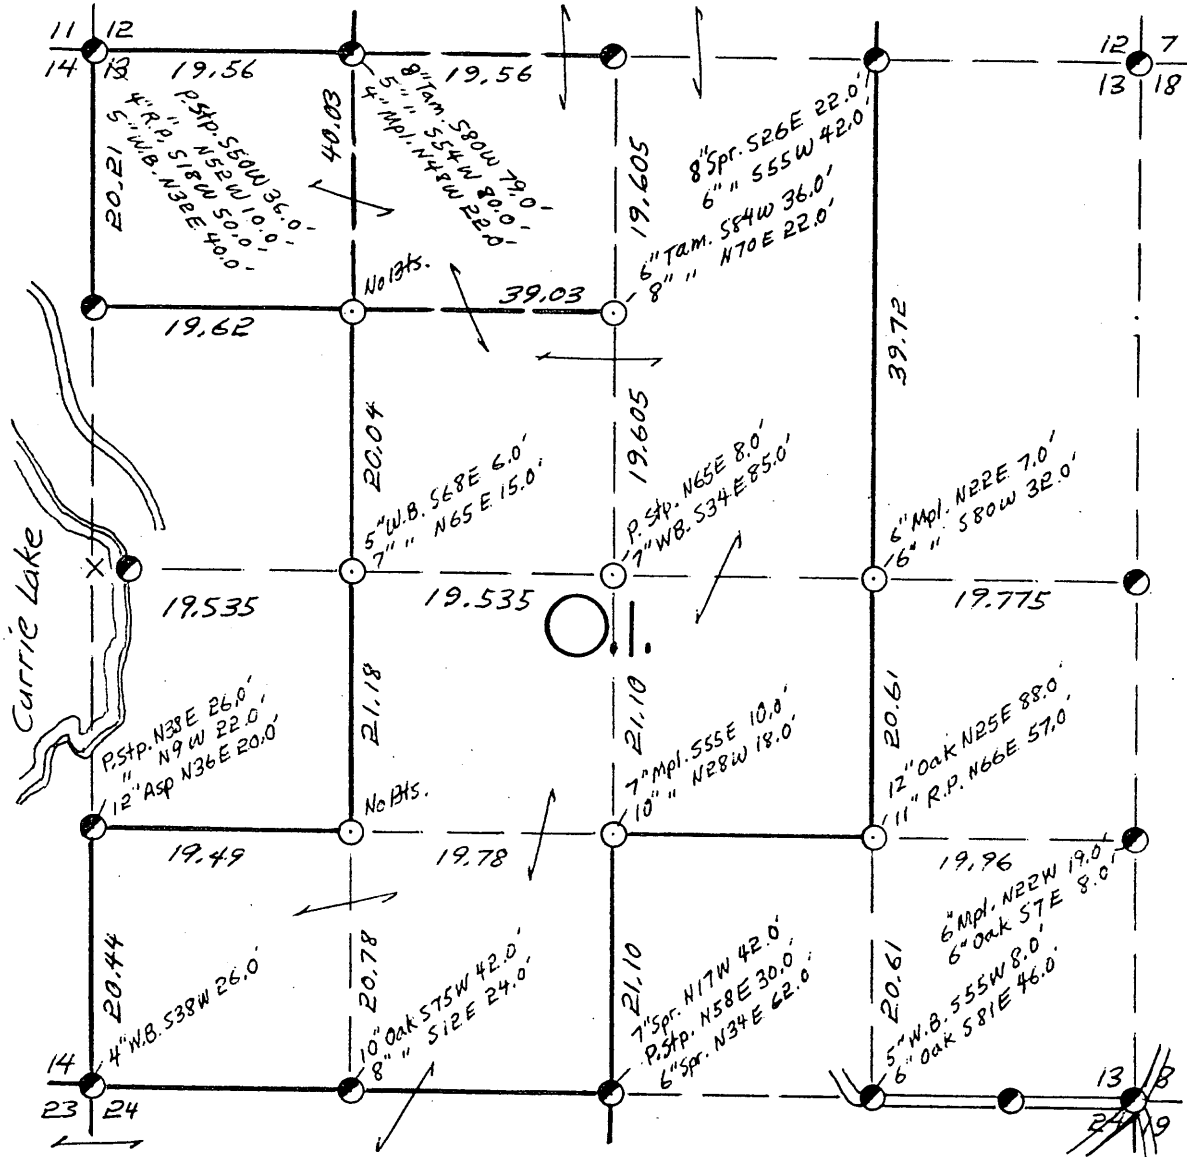 11 12
14 13
19.56
19.56
12 7
13 18
P.Stp. S50W 36.0'
" N52W 10.0'
4" R.P. S18W 50.0'
5" W.B. N32E 40.0'
8" Tam. S80W 79.0'
5" " S54W 80.0'
4" Mpl. N48W 22.0'
8" Spr. S26E 22.0'
6" " S55W 42.0'
20.21
40.03
19.605
6" Tam. S84W 36.0'
8" " N70E 22.0'
No Bts.
39.03
19.62
39.72
Currie Lake
20.04
19.605
5" W.B. S68E 6.0'
7" " N65E 15.0'
P. Stp. N65E 8.0'
7" W.B. S34E 85.0'
6" Mpl. N22E 7.0'
6" " S80W 32.0'
X
19.535
19.535
19.775
O.I.
21.18
21.10
20.61
P.Stp. N38E 26.0'
" N9W 22.0'
12" Asp N36E 20.0'
No Bts.
7" Mpl. S55E 10.0'
10" " N28W 18.0'
12" Oak N25E 88.0'
11" R.P. N66E 57.0'
19.49
19.78
19.96
6" Mpl. N22W 19.0'
6" Oak S7E 8.0'
20.44
20.78
21.10
20.61
4" W.B. S38W 26.0'
10" Oak S75W 42.0'
8" " S12E 24.0'
7" Spr. N17W 42.0'
P. Stp. N58E 30.0'
6" Spr. N34E 62.0'
5" W.B. S55W 8.0'
6" Oak S81E 46.0'
14
23 24
13
24 19